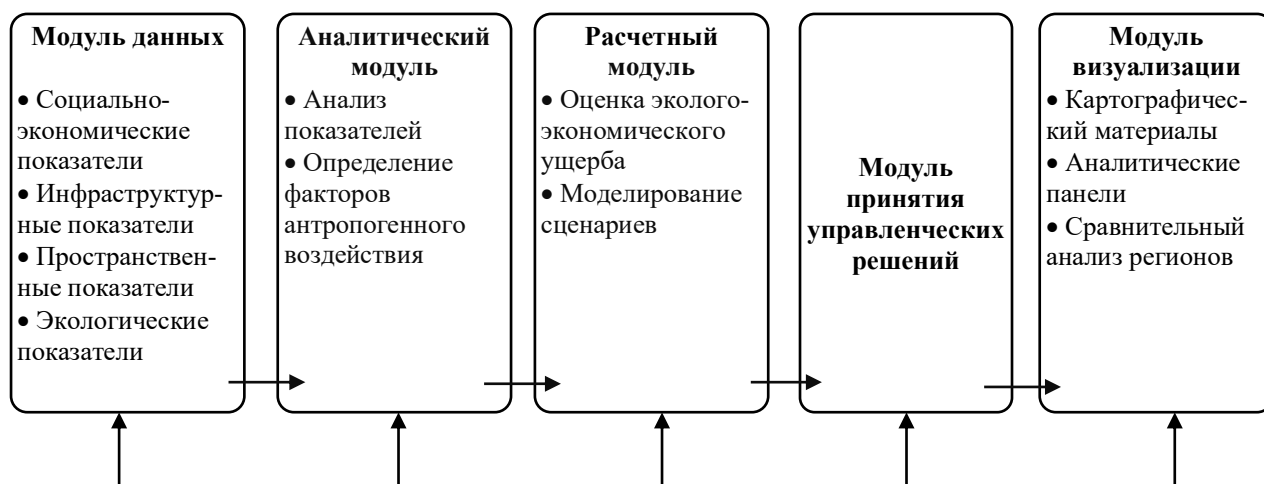 Модуль данных
• Социально-
экономические
показатели
• Инфраструктур-
ные показатели
• Пространствен-
ные показатели
• Экологические
показатели
Аналитический
модуль
• Анализ
показателей
• Определение
факторов
антропогенного
воздействия
Расчетный
модуль
• Оценка эколого-
экономического
ущерба
• Моделирование
сценариев
Модуль
принятия
управленческих
решений
Модуль
визуализации
• Картографичес-
кий материалы
• Аналитические
панели
• Сравнительный
анализ регионов